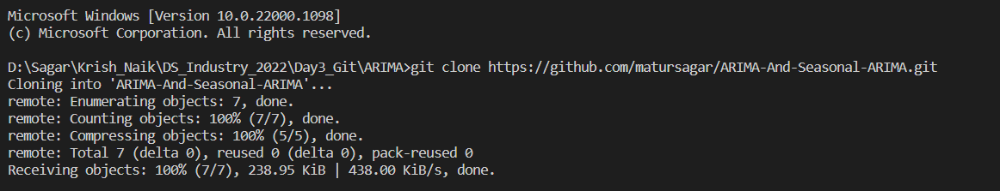 Microsoft Windows [Version 10.0.22000.1098]
(c) Microsoft Corporation. All rights reserved.
D:\Sagar\Krish_Naik\DS_Industry_2022\Day3_Git\ARIMA>git clone https://github.com/matursagar/ARIMA-And-Seasonal-ARIMA.git
Cloning into 'ARIMA-And-Seasonal-ARIMA'...
remote: Enumerating objects: 7, done.
remote: Counting objects: 100% (7/7), done.
remote: Compressing objects: 100% (5/5), done.
remote: Total 7 (delta 0), reused 0 (delta 0), pack-reused 0
Receiving objects: 100% (7/7), 238.95 KiB | 438.00 KiB/s, done.